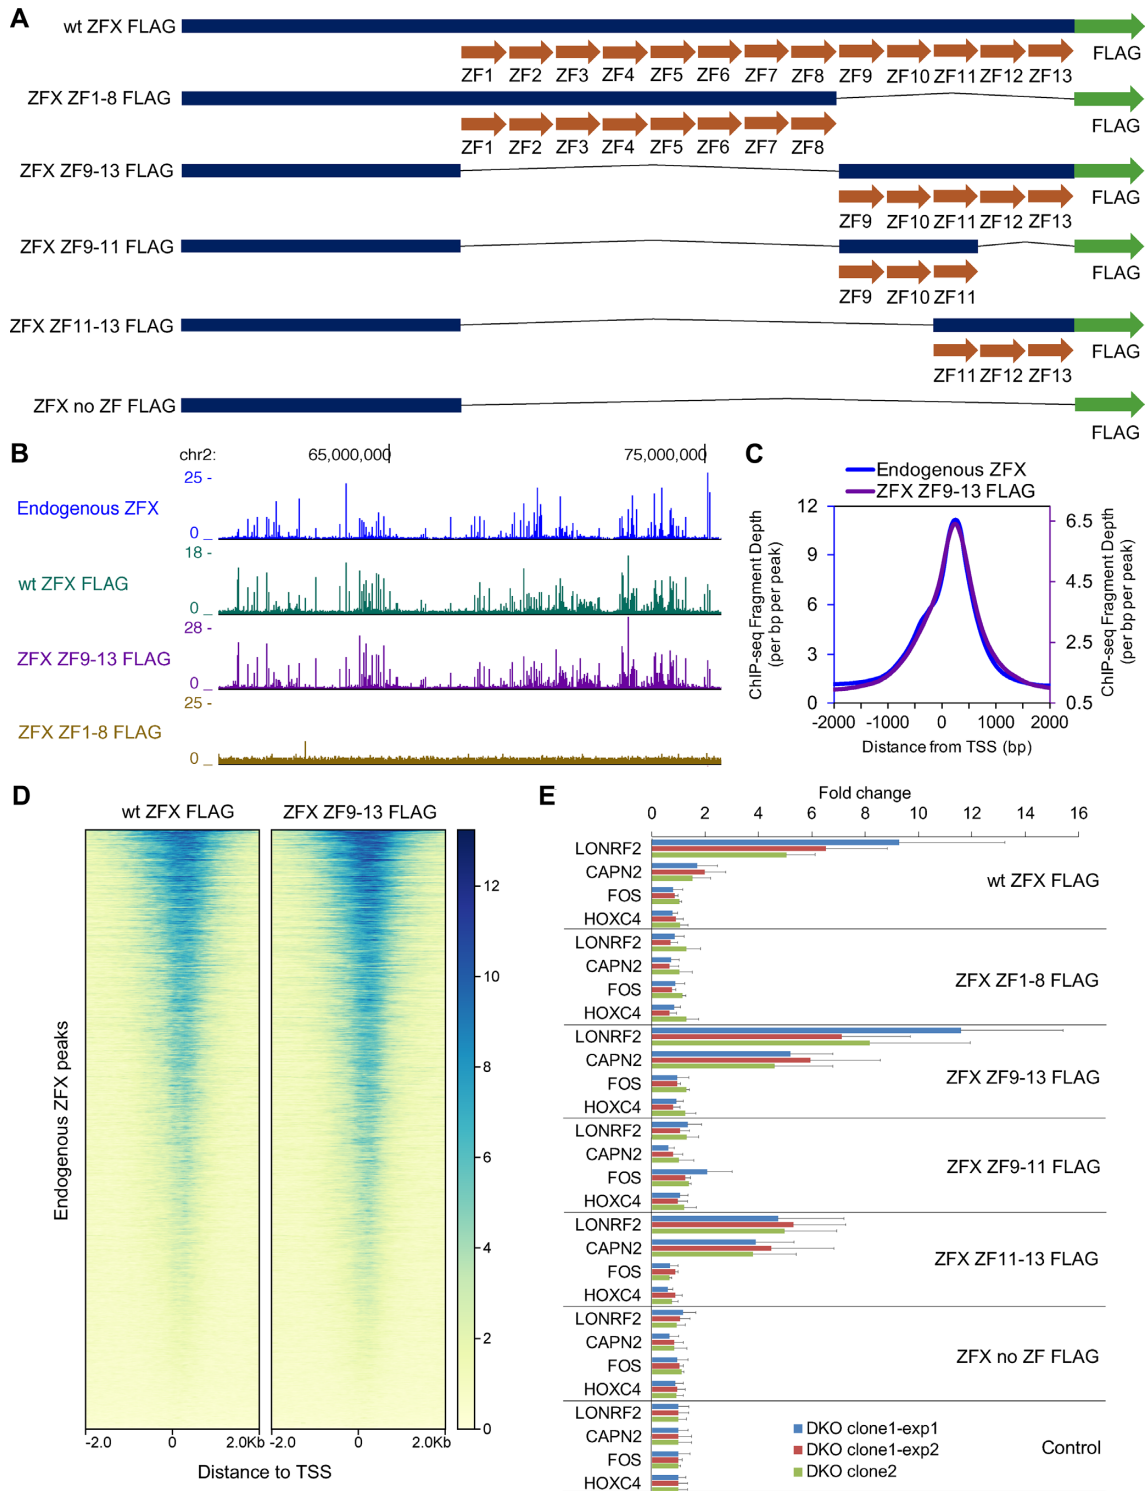 A
wt ZFX FLAG
ZF1 ZF2 ZF3 ZF4 ZF5 ZF6 ZF7 ZF8 ZF9 ZF10 ZF11 ZF12 ZF13 FLAG
ZFX ZF1-8 FLAG
ZF1 ZF2 ZF3 ZF4 ZF5 ZF6 ZF7 ZF8 FLAG
ZFX ZF9-13 FLAG
ZF9 ZF10 ZF11 ZF12 ZF13 FLAG
ZFX ZF9-11 FLAG
ZF9 ZF10 ZF11 FLAG
ZFX ZF11-13 FLAG
ZF11 ZF12 ZF13 FLAG
ZFX no ZF FLAG
FLAG
B
chr2: 65,000,000 75,000,000
25 -
Endogenous ZFX
0 _
18 -
wt ZFX FLAG
0 _
28 -
ZFX ZF9-13 FLAG
0 _
25 -
ZFX ZF1-8 FLAG
0 _
C
Endogenous ZFX
ZFX ZF9-13 FLAG
ChIP-seq Fragment Depth
(per bp per peak)
12
9
6
3
0
6.5
4.5
2.5
0.5
ChIP-seq Fragment Depth
(per bp per peak)
-2000 -1000 0 1000 2000
Distance from TSS (bp)
D
wt ZFX FLAG ZFX ZF9-13 FLAG
Endogenous ZFX peaks
12
10
8
6
4
2
0
-2.0 0 2.0Kb -2.0 0 2.0Kb
Distance to TSS
E
Fold change
0 2 4 6 8 10 12 14 16
LONRF2
CAPN2
FOS
HOXC4
wt ZFX FLAG
LONRF2
CAPN2
FOS
HOXC4
ZFX ZF1-8 FLAG
LONRF2
CAPN2
FOS
HOXC4
ZFX ZF9-13 FLAG
LONRF2
CAPN2
FOS
HOXC4
ZFX ZF9-11 FLAG
LONRF2
CAPN2
FOS
HOXC4
ZFX ZF11-13 FLAG
LONRF2
CAPN2
FOS
HOXC4
ZFX no ZF FLAG
LONRF2
CAPN2
FOS
HOXC4
Control
DKO clone1-exp1
DKO clone1-exp2
DKO clone2